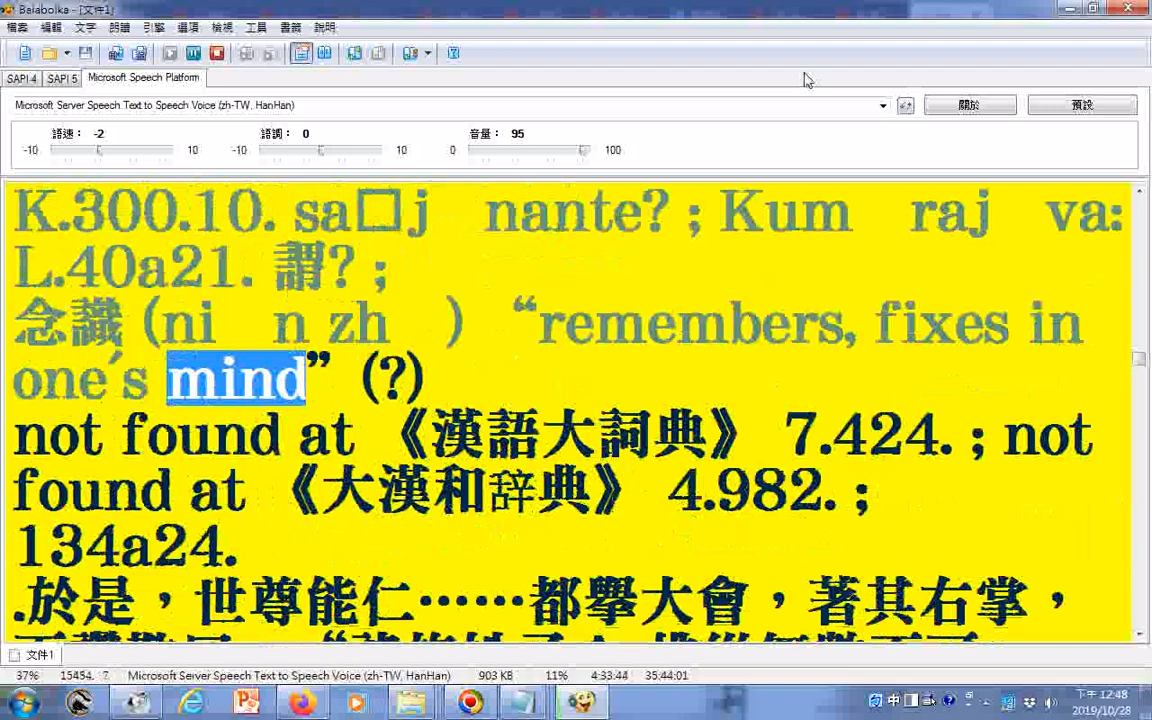 Balabolka - [文件1]
檔案 編輯 文字 朗讀 引擎 選項 檢視 工具 書籤 說明
SAPI 4 SAPI 5 Microsoft Speech Platform
Microsoft Server Speech Text to Speech Voice (zh-TW, HanHan)
關於 預設
語速： -2 語調： 0 音量： 95
-10 10 -10 10 0 100
K.300.10. sa□j nante? ; Kum raj va:
L.40a21. 謂? ;
念識 (ni n zh ) “remembers, fixes in
one′s mind” (?)
not found at 《漢語大詞典》 7.424. ; not
found at 《大漢和辞典》 4.982. ;
134a24.
.於是，世尊能仁……都舉大會，著其右掌，
文件1
37% 15454. 7 Microsoft Server Speech Text to Speech Voice (zh-TW, HanHan) 903 KB 11% 4:33:44 35:44:01
中
下午 12:48
2019/10/28